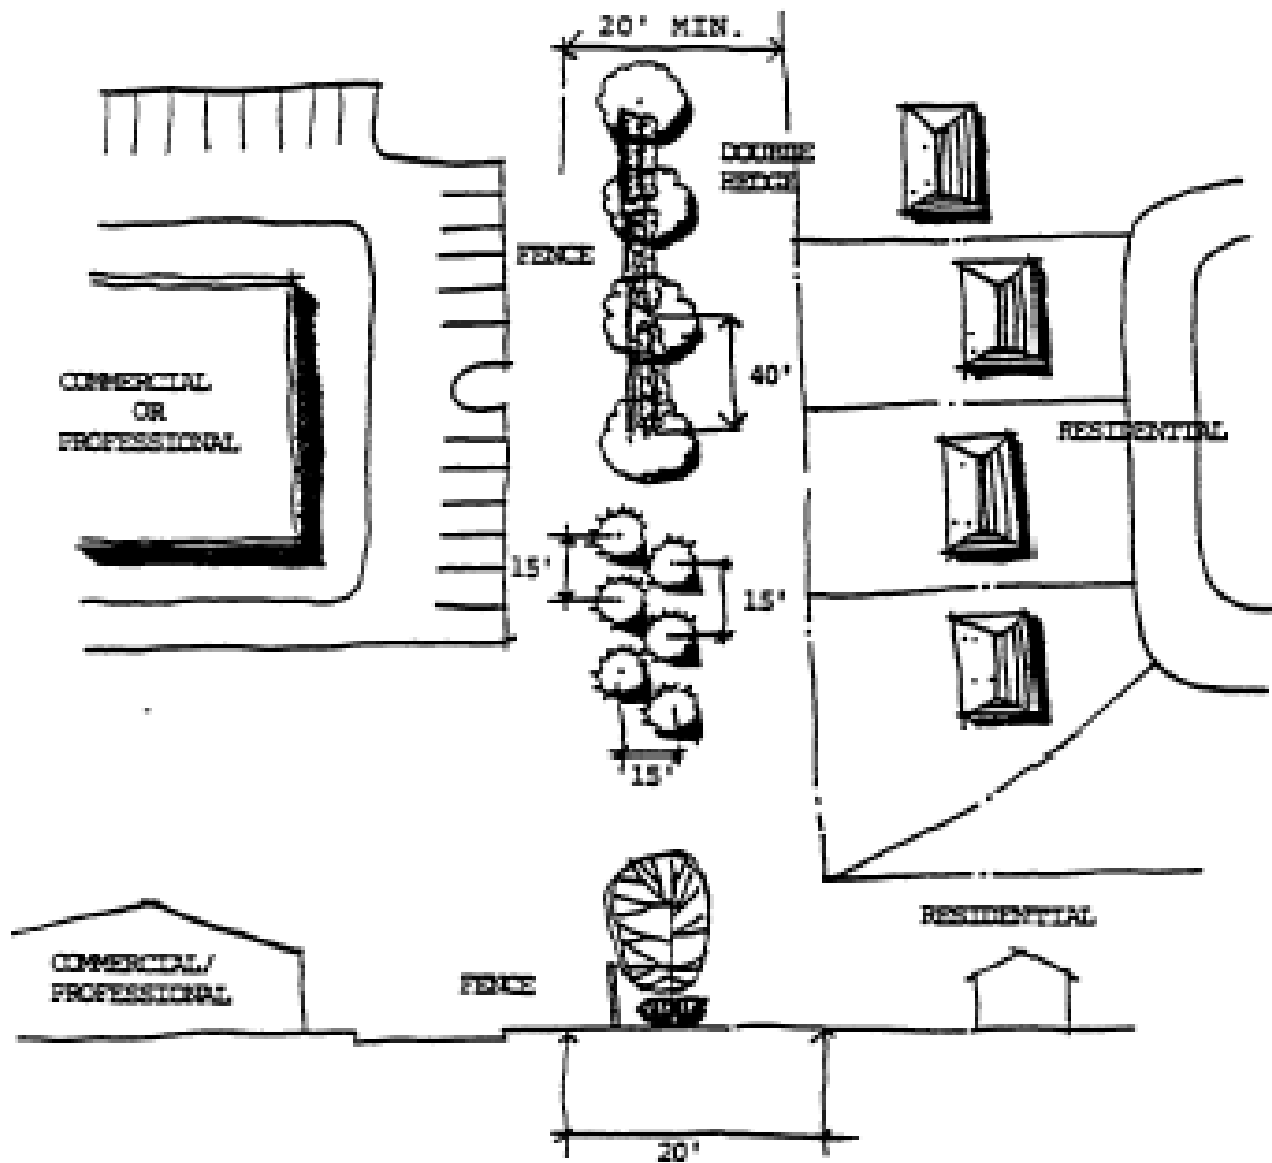 20' MIN.
DOUBLE
HEDGE
FENCE
40'
COMMERCIAL
OR
PROFESSIONAL
RESIDENTIAL
15'
15'
15'
RESIDENTIAL
COMMERCIAL/
PROFESSIONAL
FENCE
20'